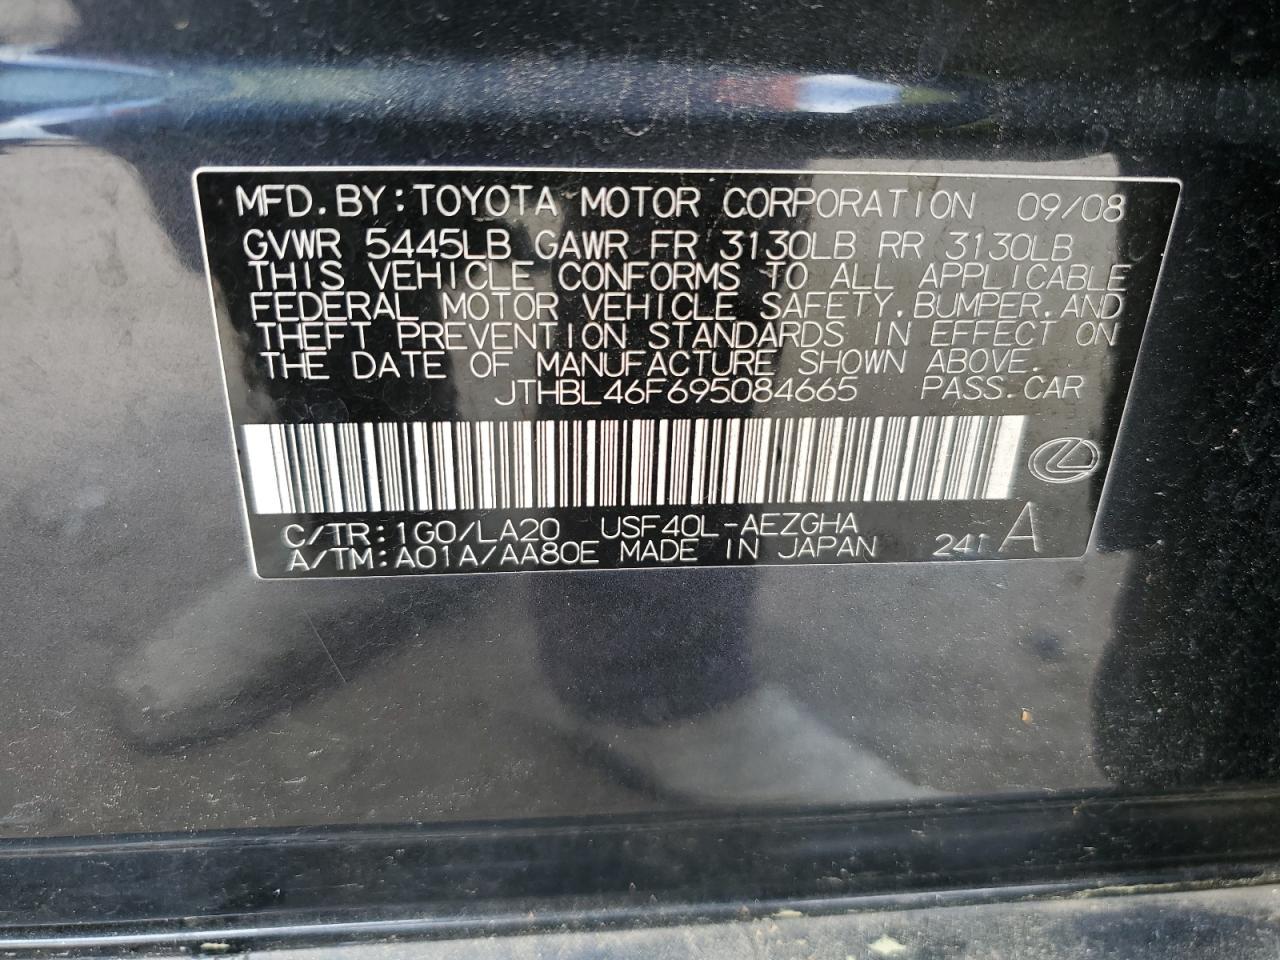 MFD.BY:TOYOTA MOTOR CORPORATION 09/08
GVWR 5445LB GAWR FR 3130LB RR 3130LB
THIS VEHICLE CONFORMS TO ALL APPLICABLE
FEDERAL MOTOR VEHICLE SAFETY,BUMPER,AND
THEFT PREVENTION STANDARDS IN EFFECT ON
THE DATE OF MANUFACTURE SHOWN ABOVE.
JTHBL46F695084665 PASS.CAR
C/TR:1G0/LA20 USF40L-AEZGHA
A/TM:A01A/AA80E MADE IN JAPAN 241 A